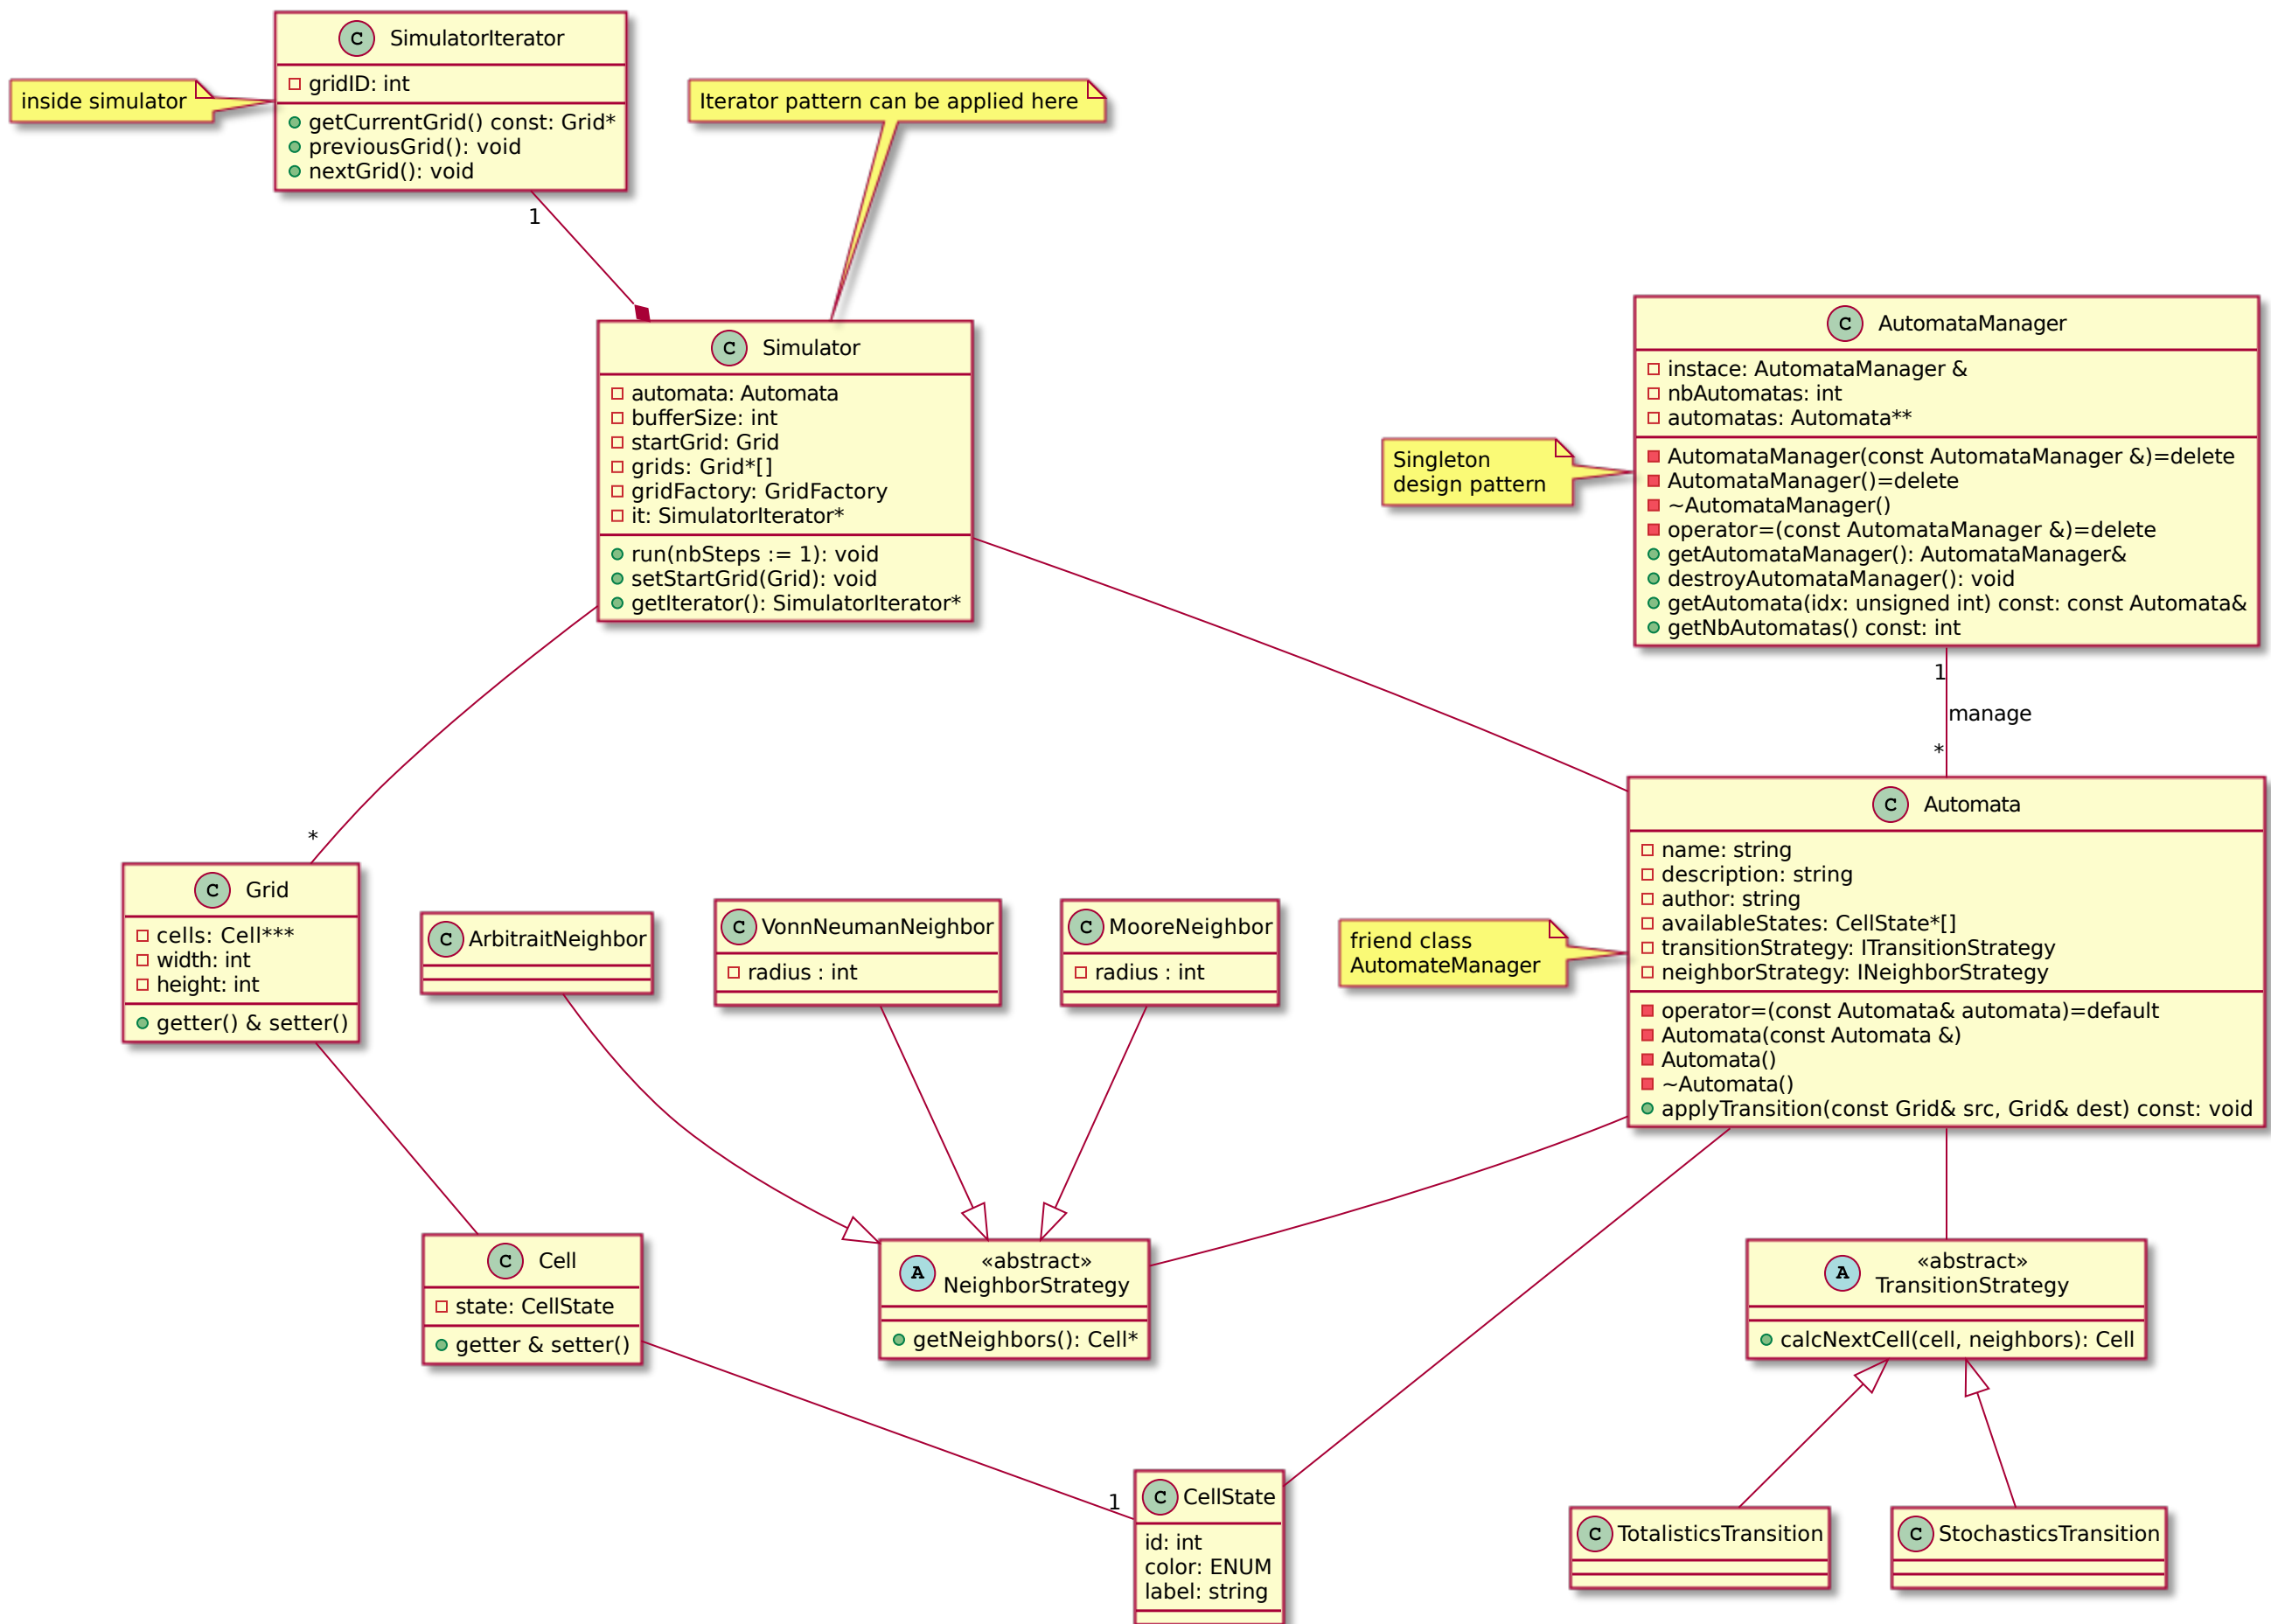 C SimulatorIterator
gridID: int
getCurrentGrid() const: Grid*
previousGrid(): void
nextGrid(): void
inside simulator
Iterator pattern can be applied here
1
C Simulator
automata: Automata
bufferSize: int
startGrid: Grid
grids: Grid*[]
gridFactory: GridFactory
it: SimulatorIterator*
run(nbSteps := 1): void
setStartGrid(Grid): void
getIterator(): SimulatorIterator*
C AutomataManager
instace: AutomataManager &
nbAutomatas: int
automatas: Automata**
AutomataManager(const AutomataManager &)=delete
AutomataManager()=delete
~AutomataManager()
operator=(const AutomataManager &)=delete
getAutomataManager(): AutomataManager&
destroyAutomataManager(): void
getAutomata(idx: unsigned int) const: const Automata&
getNbAutomatas() const: int
Singleton
design pattern
1
manage
*
*
C Automata
name: string
description: string
author: string
availableStates: CellState*[]
transitionStrategy: ITransitionStrategy
neighborStrategy: INeighborStrategy
operator=(const Automata& automata)=default
Automata(const Automata &)
Automata()
~Automata()
applyTransition(const Grid& src, Grid& dest) const: void
friend class
AutomateManager
C Grid
cells: Cell***
width: int
height: int
getter() & setter()
C ArbitraitNeighbor
C VonnNeumanNeighbor
radius : int
C MooreNeighbor
radius : int
C Cell
state: CellState
getter & setter()
A «abstract»
NeighborStrategy
getNeighbors(): Cell*
A «abstract»
TransitionStrategy
calcNextCell(cell, neighbors): Cell
1
C CellState
id: int
color: ENUM
label: string
C TotalisticsTransition
C StochasticsTransition